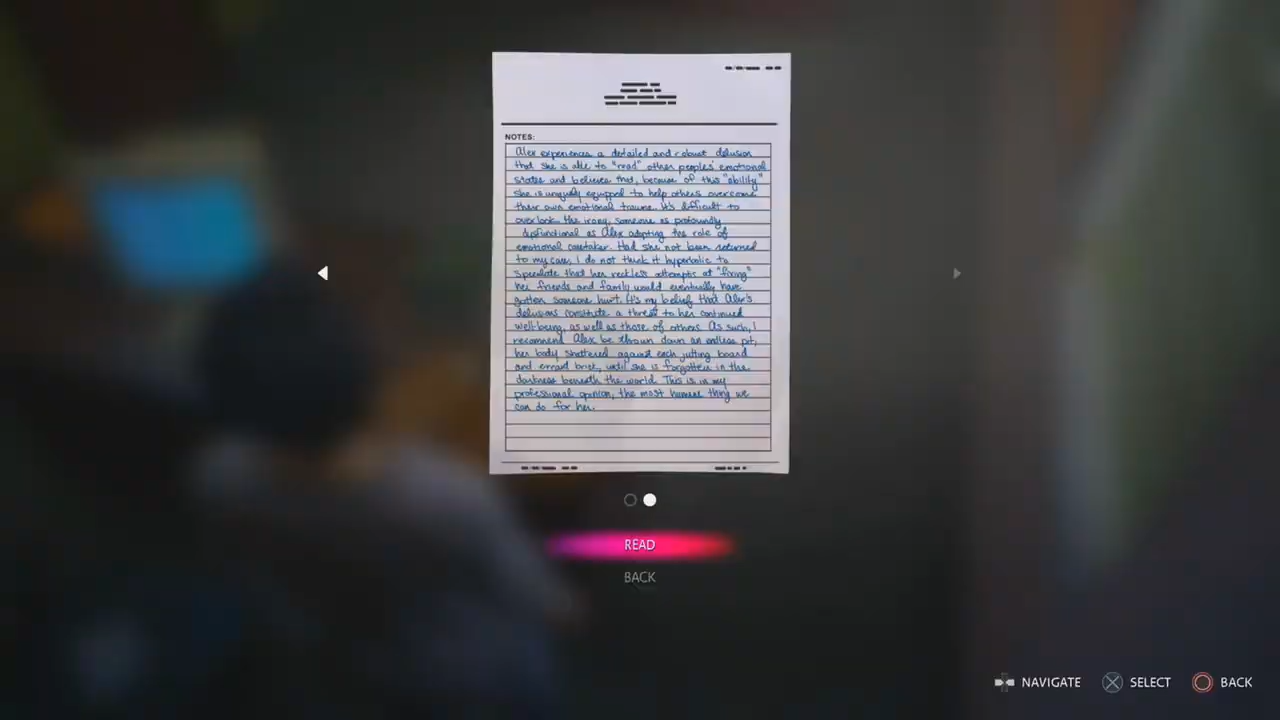 NOTES:
Alex experiences a detailed and robust delusion
that she is able to "read" other peoples' emotional
states and believes that, because of this "ability"
she is uniquely equipped to help others overcome
their own emotional trauma. It's difficult to
overlook the irony, someone as profoundly
dysfunctional as Alex adopting the role of
emotional caretaker. Had she not been returned
to my care, I do not think it hyperbolic to
speculate that her reckless attempts at "fixing"
her friends and family would eventually have
gotten someone hurt. It's my belief that Alex's
delusions constitute a threat to her continued
well-being, as well as those of others. As such, I
recommend Alex be thrown down an endless pit,
her body shattered against each jutting board
and errant brick, until she is forgotten in the
darkness beneath the world. This is in my
professional opinion, the most humane thing we
can do for her.
READ
BACK
NAVIGATE SELECT BACK